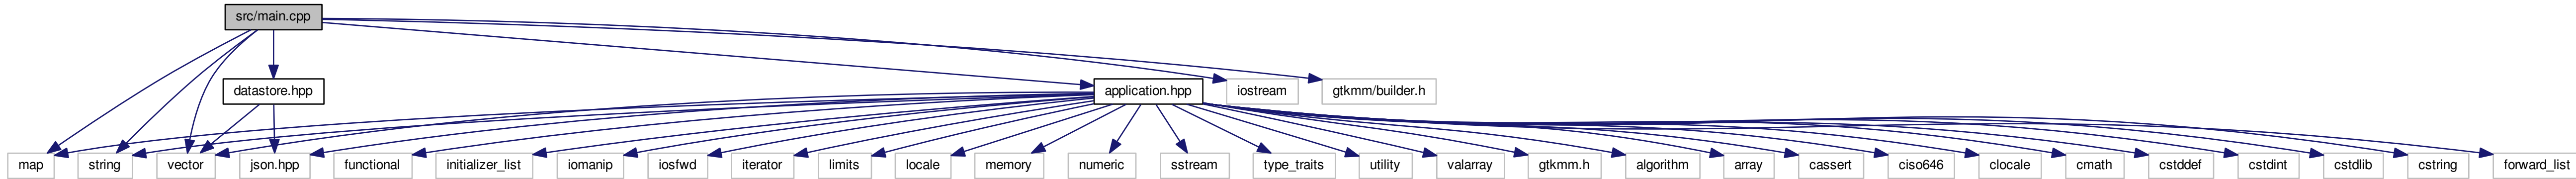 src/main.cpp
datastore.hpp
application.hpp
iostream
gtkmm/builder.h
map
string
vector
json.hpp
functional
initializer_list
iomanip
iosfwd
iterator
limits
locale
memory
numeric
sstream
type_traits
utility
valarray
gtkmm.h
algorithm
array
cassert
ciso646
clocale
cmath
cstddef
cstdint
cstdlib
cstring
forward_list